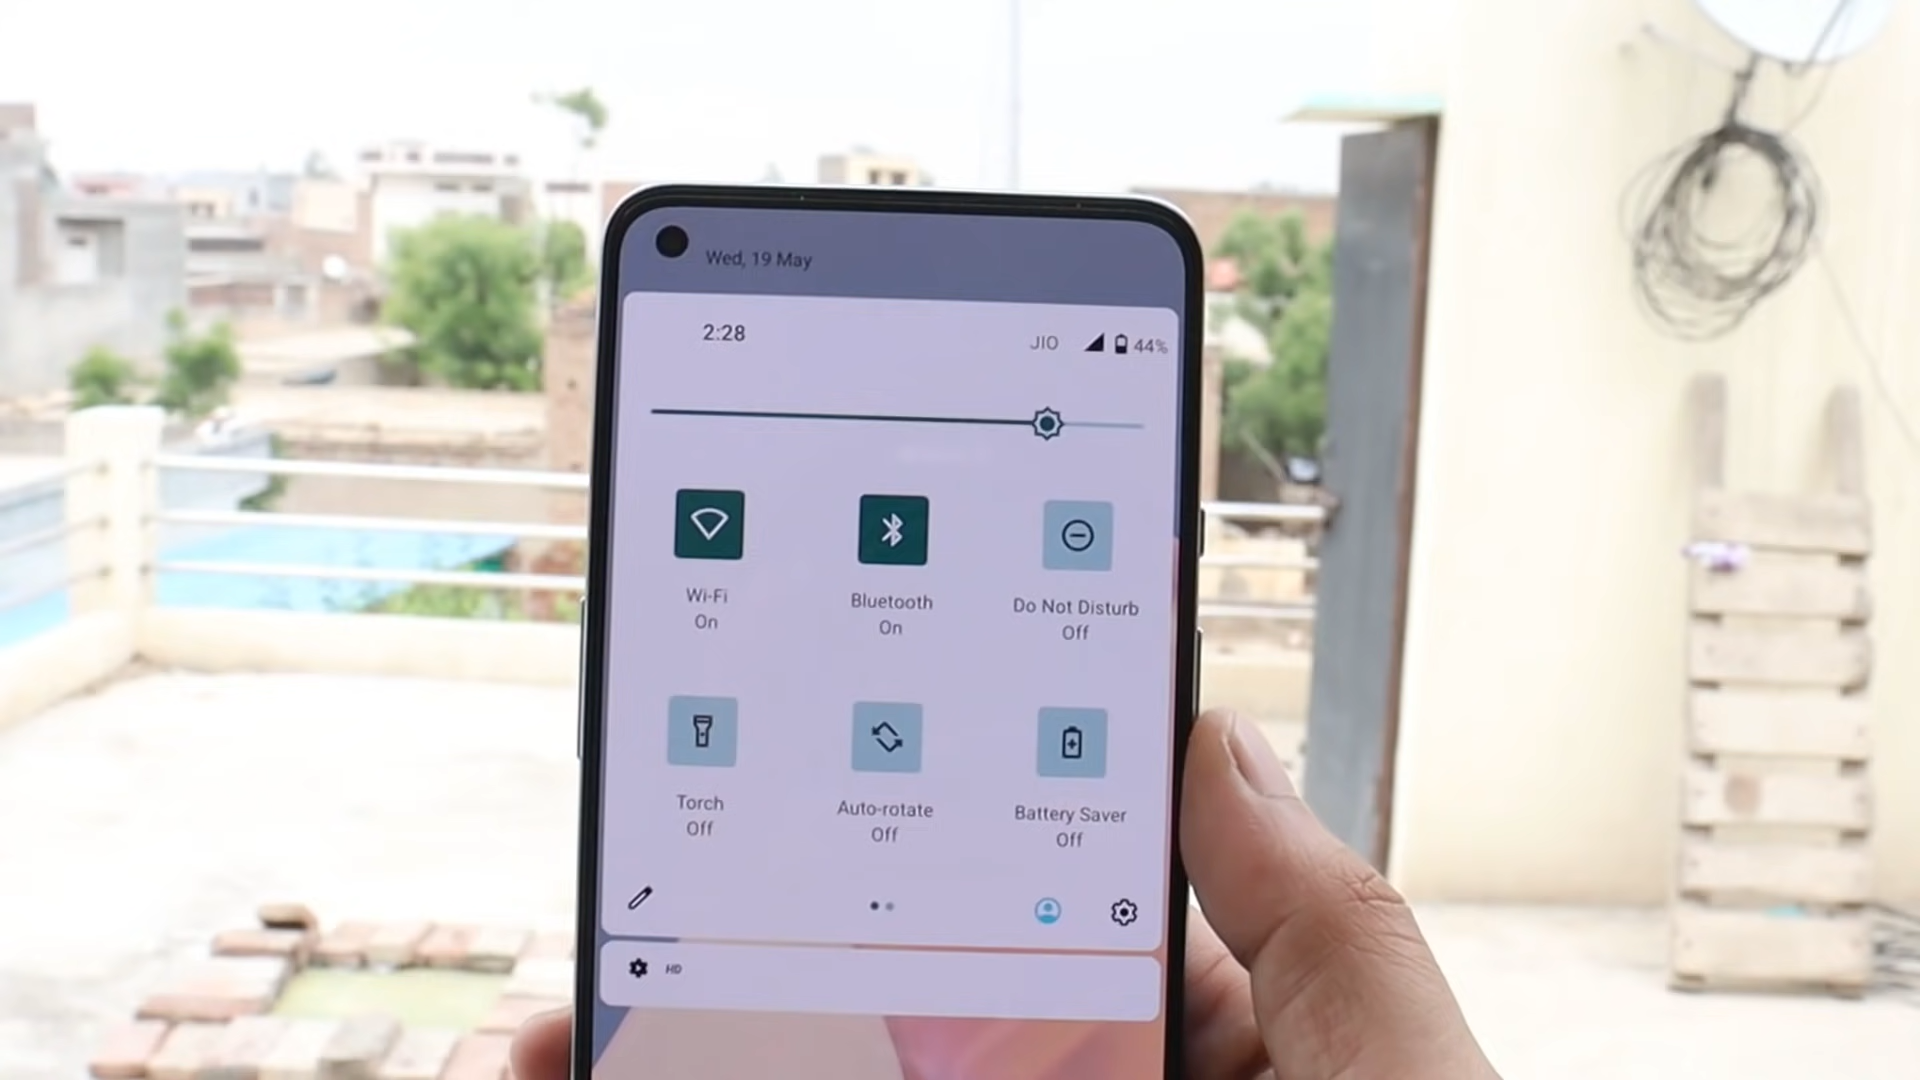 Wed, 19 May
2:28
JIO 44%
Wi-Fi
On
Bluetooth
On
Do Not Disturb
Off
Torch
Off
Auto-rotate
Off
Battery Saver
Off
HD